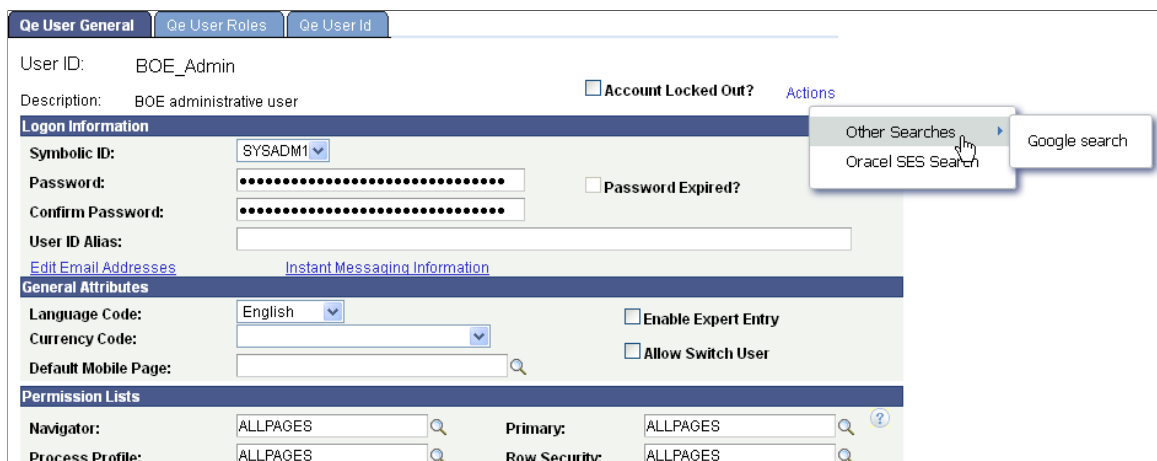 Qe User General Qe User Roles Qe User Id
User ID: BOE_Admin
Account Locked Out? Actions
Description: BOE administrative user
Logon Information
Other Searches Google search
Symbolic ID: SYSADM1
Oracel SES Search
Password: Password Expired?
Confirm Password:
User ID Alias:
Edit Email Addresses Instant Messaging Information
General Attributes
Language Code: English Enable Expert Entry
Currency Code:
Allow Switch User
Default Mobile Page:
Permission Lists
Navigator: ALLPAGES Primary: ALLPAGES
Process Profile: ALLPAGES Row Security: ALLPAGES